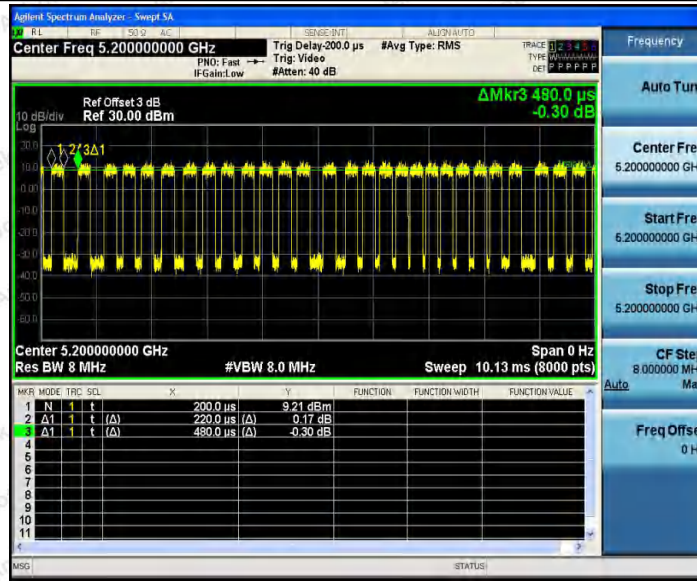 Agilent Spectrum Analyzer - Swept SA
RL RF 50 Ω AC SENSE:INT ALIGN AUTO
Center Freq 5.200000000 GHz
PNO: Fast
IFGain:Low
Trig Delay-200.0 µs
Trig: Video
#Atten: 40 dB
#Avg Type: RMS
TRACE 1 2 3 4 5 6
TYPE
DET P P P P P P
Frequency
ΔMkr3 480.0 µs
-0.30 dB
Ref Offset 3 dB
10 dB/div Ref 30.00 dBm
Log
20.0
10.0
0.00
-10.0
-20.0
-30.0
-40.0
-50.0
-60.0
1 2 3Δ1
Center 5.200000000 GHz Span 0 Hz
Res BW 8 MHz #VBW 8.0 MHz Sweep 10.13 ms (8000 pts)
MKR MODE TRC SCL X Y FUNCTION FUNCTION WIDTH FUNCTION VALUE
1 N 1 t 200.0 µs 9.21 dBm
2 Δ1 1 t (Δ) 220.0 µs (Δ) 0.17 dB
3 Δ1 1 t (Δ) 480.0 µs (Δ) -0.30 dB
4
5
6
7
8
9
10
11
MSG STATUS
Auto Tun
Center Fre
5.200000000 GH
Start Fre
5.200000000 GH
Stop Fre
5.200000000 GH
CF Ste
8.000000 MH
Auto Ma
Freq Offse
0 H